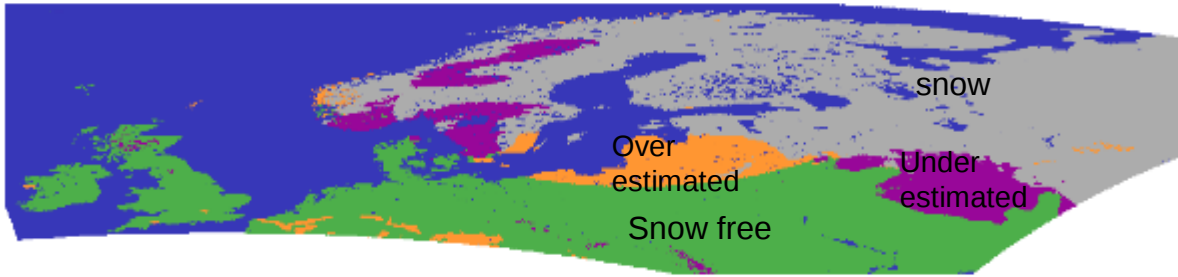 snow
Over
estimated
Under
estimated
Snow free